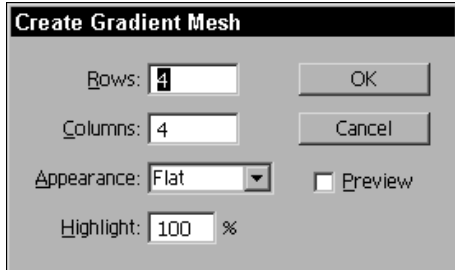 Create Gradient Mesh
Rows: 4
OK
Columns: 4
Cancel
Appearance: Flat
Preview
Highlight: 100 %